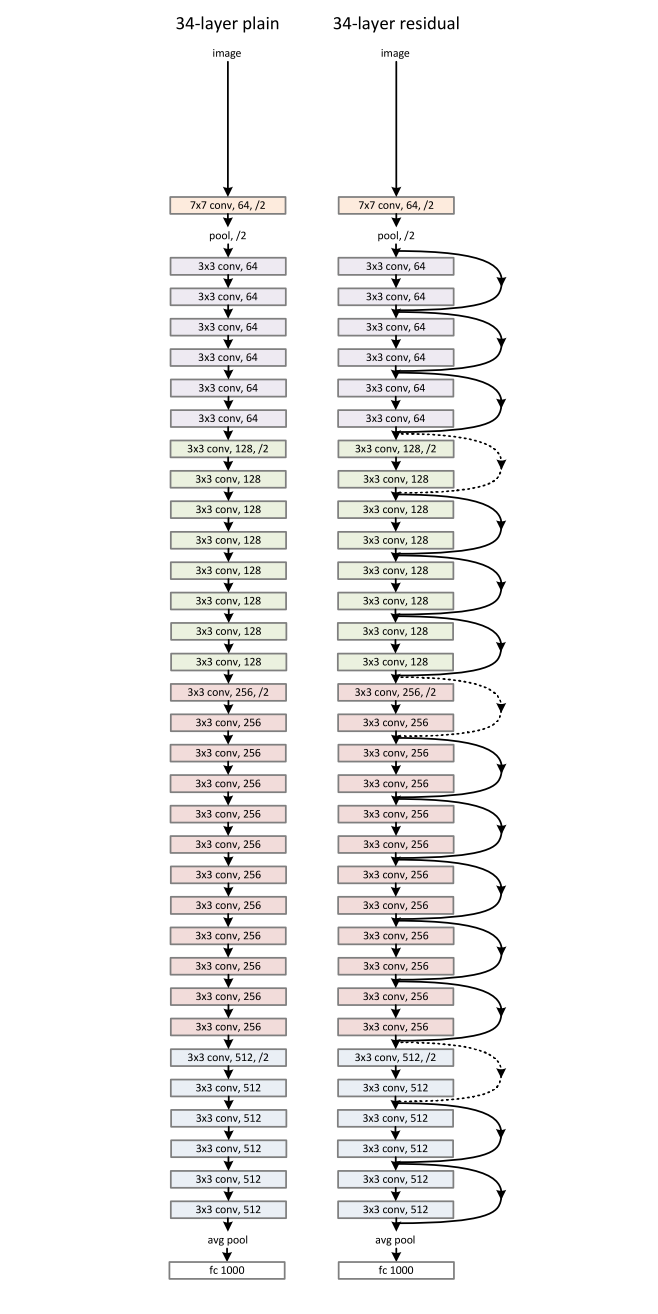 34-layer plain
image
7x7 conv, 64, /2
pool, /2
3x3 conv, 64
3x3 conv, 64
3x3 conv, 64
3x3 conv, 64
3x3 conv, 64
3x3 conv, 64
3x3 conv, 128, /2
3x3 conv, 128
3x3 conv, 128
3x3 conv, 128
3x3 conv, 128
3x3 conv, 128
3x3 conv, 128
3x3 conv, 128
3x3 conv, 256, /2
3x3 conv, 256
3x3 conv, 256
3x3 conv, 256
3x3 conv, 256
3x3 conv, 256
3x3 conv, 256
3x3 conv, 256
3x3 conv, 256
3x3 conv, 256
3x3 conv, 256
3x3 conv, 256
3x3 conv, 512, /2
3x3 conv, 512
3x3 conv, 512
3x3 conv, 512
3x3 conv, 512
3x3 conv, 512
avg pool
fc 1000
34-layer residual
image
7x7 conv, 64, /2
pool, /2
3x3 conv, 64
3x3 conv, 64
3x3 conv, 64
3x3 conv, 64
3x3 conv, 64
3x3 conv, 64
3x3 conv, 128, /2
3x3 conv, 128
3x3 conv, 128
3x3 conv, 128
3x3 conv, 128
3x3 conv, 128
3x3 conv, 128
3x3 conv, 128
3x3 conv, 256, /2
3x3 conv, 256
3x3 conv, 256
3x3 conv, 256
3x3 conv, 256
3x3 conv, 256
3x3 conv, 256
3x3 conv, 256
3x3 conv, 256
3x3 conv, 256
3x3 conv, 256
3x3 conv, 256
3x3 conv, 512, /2
3x3 conv, 512
3x3 conv, 512
3x3 conv, 512
3x3 conv, 512
3x3 conv, 512
avg pool
fc 1000